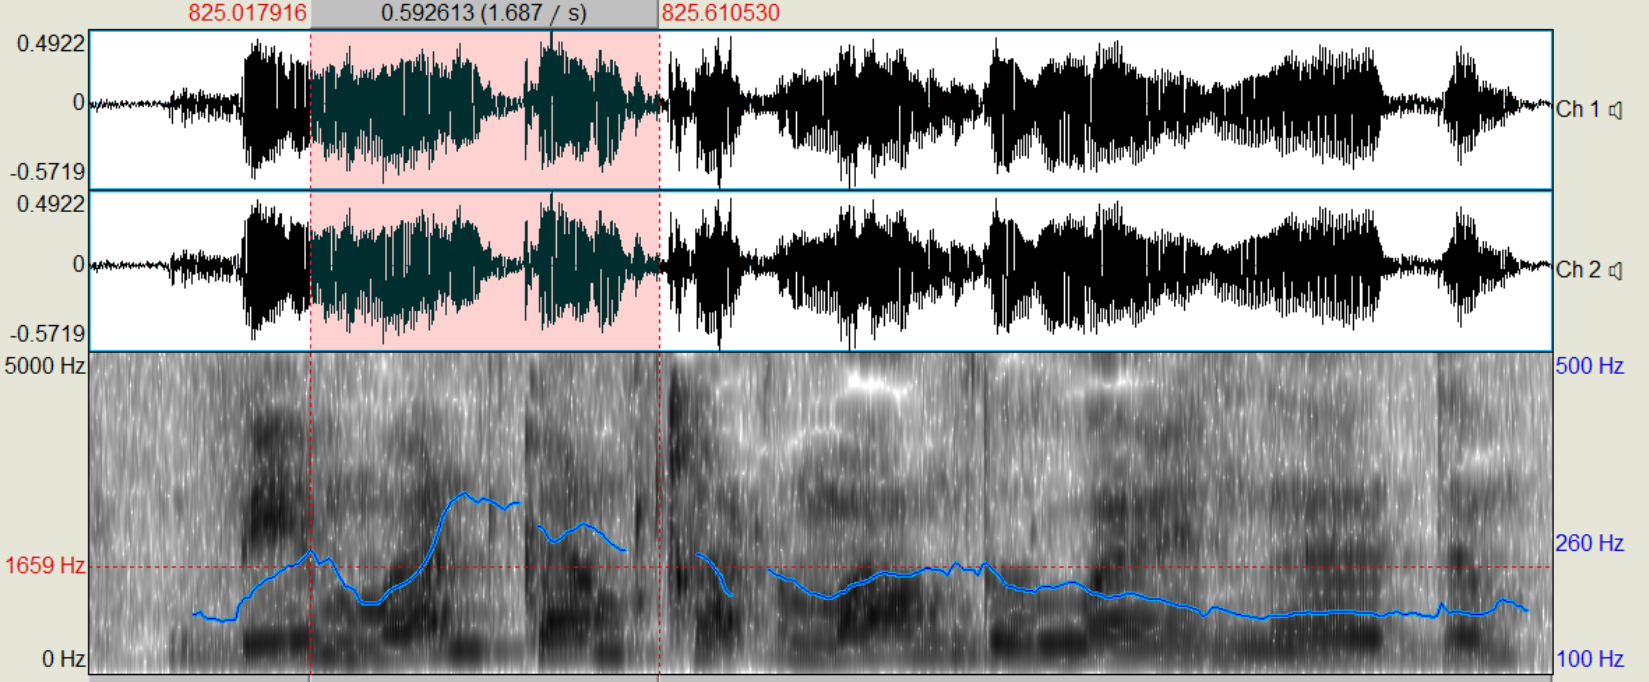 825.017916 0.592613 (1.687 / s) 825.610530
0.4922
0 Ch 1
-0.5719
0.4922
0 Ch 2
-0.5719
5000 Hz 500 Hz
260 Hz
1659 Hz
0 Hz 100 Hz